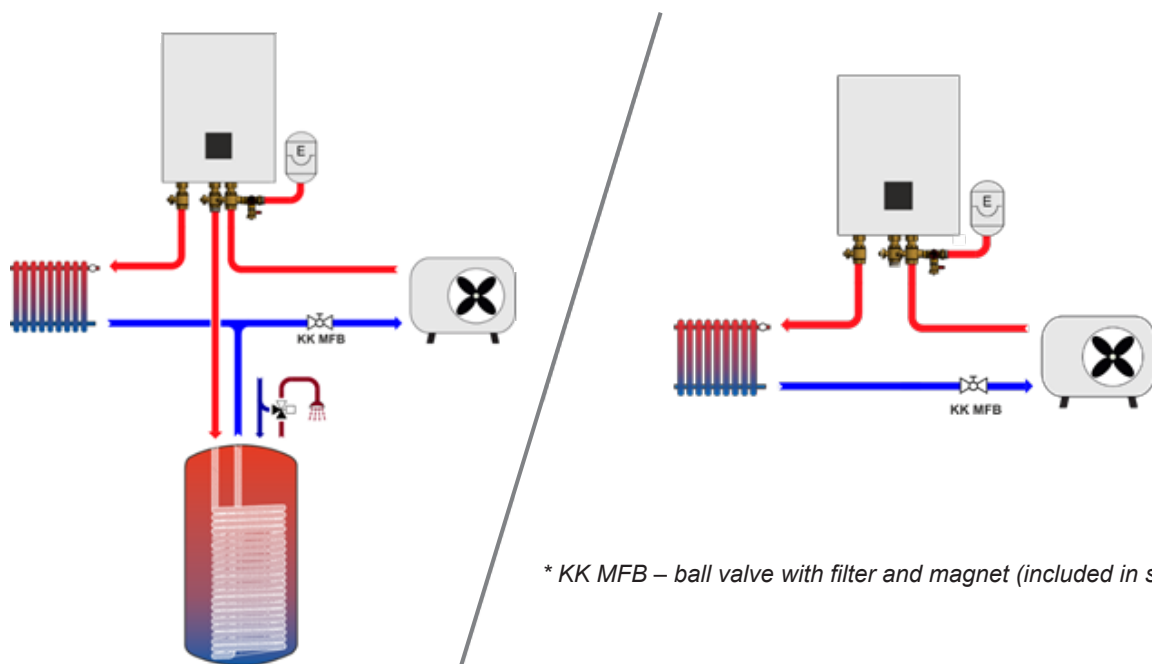 E
KK MFB
E
KK MFB
* KK MFB – ball valve with filter and magnet (included in s